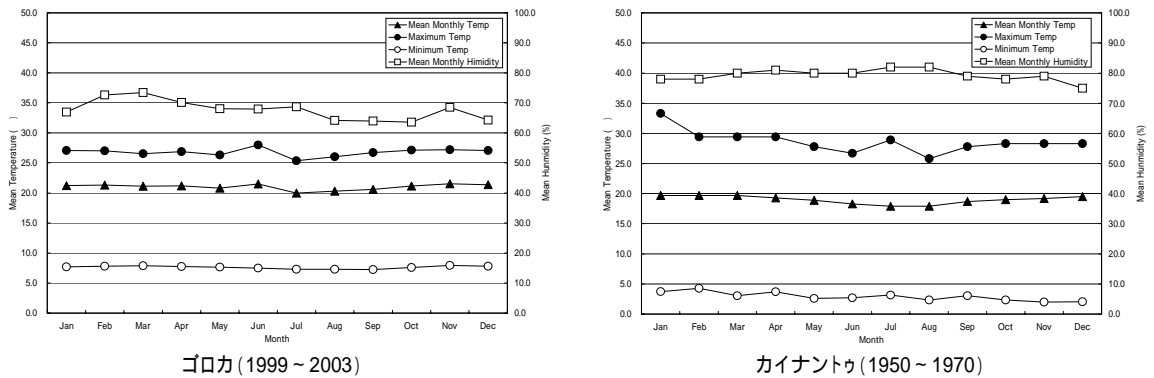 50.0
45.0
40.0
35.0
30.0
25.0
20.0
15.0
10.0
5.0
0.0
Mean Temperature ( )
100.0
90.0
80.0
70.0
60.0
50.0
40.0
30.0
20.0
10.0
0.0
Mean Hunmidity (%)
Mean Monthly Temp
Maximum Temp
Minimum Temp
Mean Monthly Himidity
Jan Feb Mar Apr May Jun Jul Aug Sep Oct Nov Dec
Month
ゴロカ(1999 ~ 2003)
50.0
45.0
40.0
35.0
30.0
25.0
20.0
15.0
10.0
5.0
0.0
Mean Temperature ( )
100.0
90.0
80.0
70.0
60.0
50.0
40.0
30.0
20.0
10.0
0.0
Mean Humidity (%)
Mean Monthly Temp
Maximum Temp
Minimum Temp
Mean Monthly Humidity
Jan Feb Mar Apr May Jun Jul Aug Sep Oct Nov Dec
Month
カイナントゥ(1950 ~ 1970)